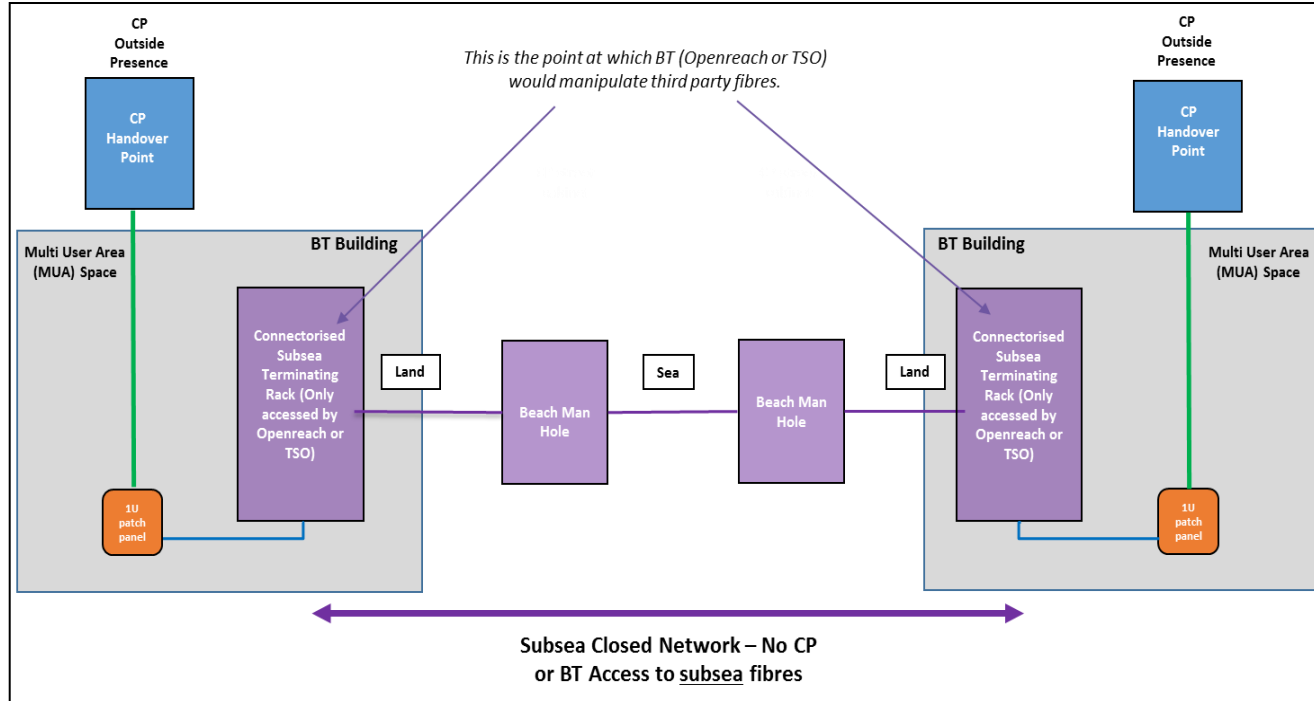 CP
Outside
Presence
CP
Outside
Presence
This is the point at which BT (Openreach or TSO)
would manipulate third party fibres.
CP
Handover
Point
CP
Handover
Point
BT Building
Multi User Area
(MUA) Space
BT Building
Multi User Area
(MUA) Space
Connectorised
Subsea
Terminating
Rack (Only
accessed by
Openreach or
TSO)
Land
Beach Man
Hole
Sea
Beach Man
Hole
Land
Connectorised
Subsea
Terminating
Rack (Only
accessed by
Openreach or
TSO)
1U
patch
panel
1U
patch
panel
Subsea Closed Network – No CP
or BT Access to subsea fibres